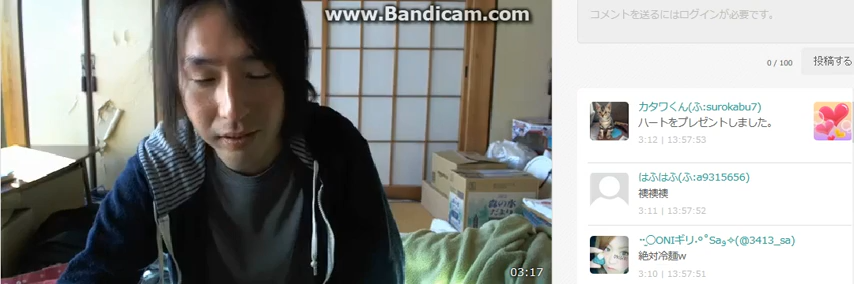 www.Bandicam.com
03:17
コメントを送るにはログインが必要です。
0 / 100
投稿する
カタワくん(ふ:surokabu7)
ハートをプレゼントしました。
3:12 | 13:57:53
はふはふ(ふ:a9315656)
襖襖襖
3:11 | 13:57:52
3:10 | 13:57:51
絶対冷麺w